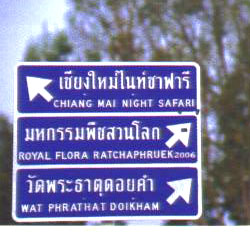 เชียงใหม่ไนท์ซาฟารี
CHIANG MAI NIGHT SAFARI
มหกรรมพืชสวนโลก
ROYAL FLORA RATCHAPHRUEK 2006
วัดพระธาตุดอยคำ
WAT PHRATHAT DOIKHAM